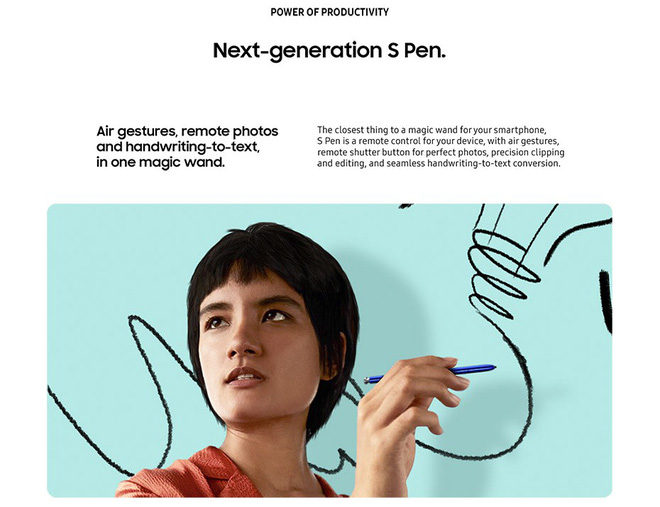 POWER OF PRODUCTIVITY
Next-generation S Pen.
Air gestures, remote photos
and handwriting-to-text,
in one magic wand.
The closest thing to a magic wand for your smartphone,
S Pen is a remote control for your device, with air gestures,
remote shutter button for perfect photos, precision clipping
and editing, and seamless handwriting-to-text conversion.